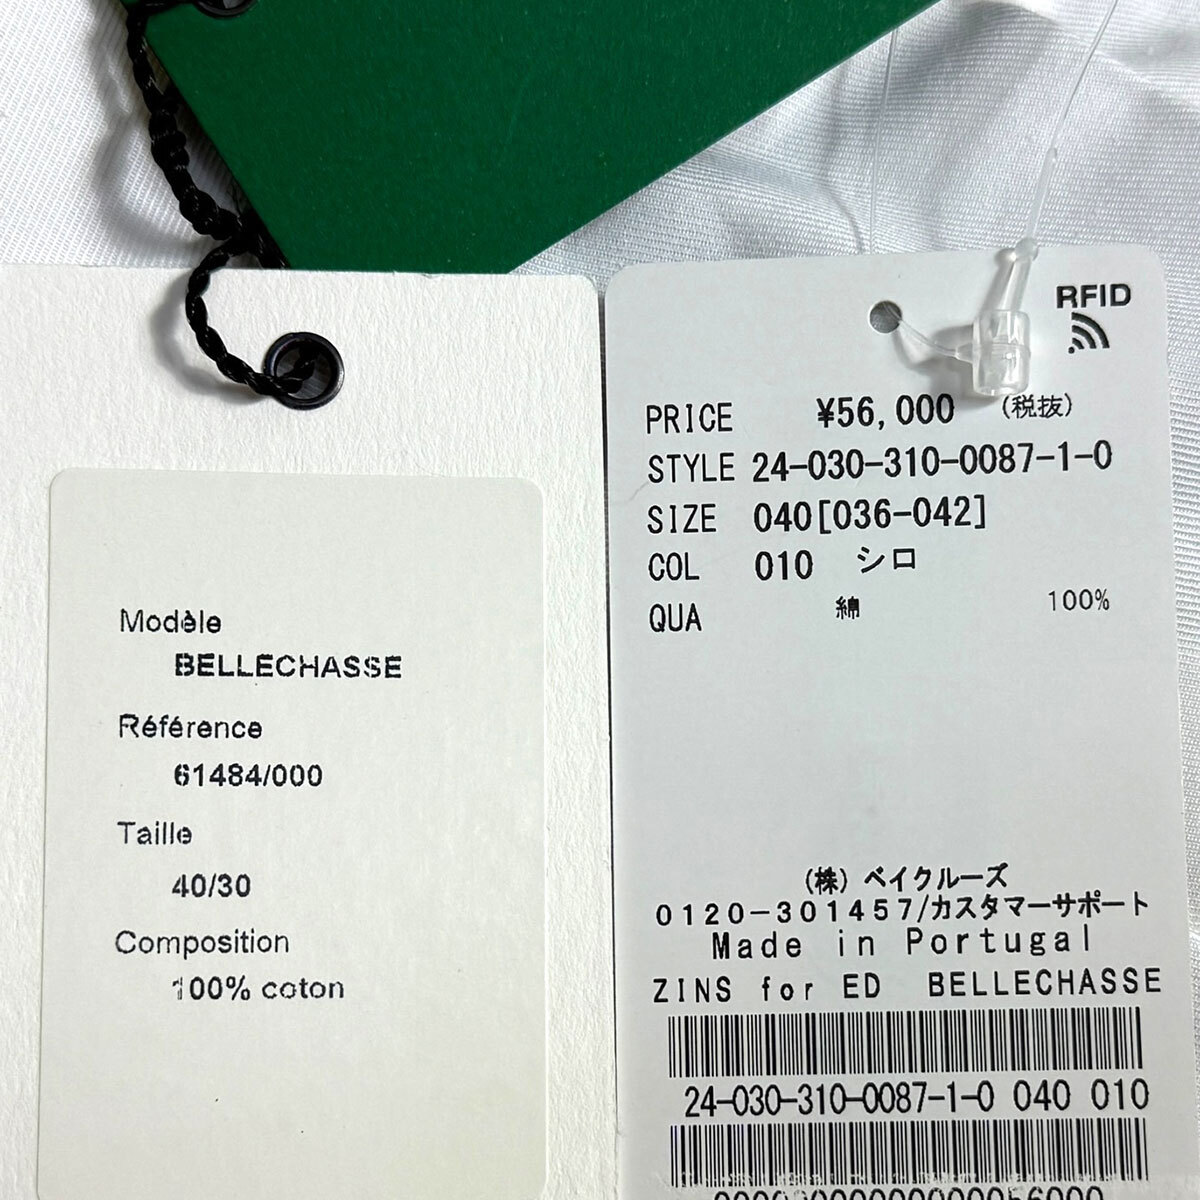 Modèle
BELLECHASSE
Référence
61484/000
Taille
40/30
Composition
100% coton
RFID
PRICE ¥56,000 (税抜)
STYLE 24-030-310-0087-1-0
SIZE 040[036-042]
COL 010 シロ
QUA 綿 100%
(株) ベイクルーズ
0120-301457/カスタマーサポート
Made in Portugal
ZINS for ED BELLECHASSE
24-030-310-0087-1-0 040 010